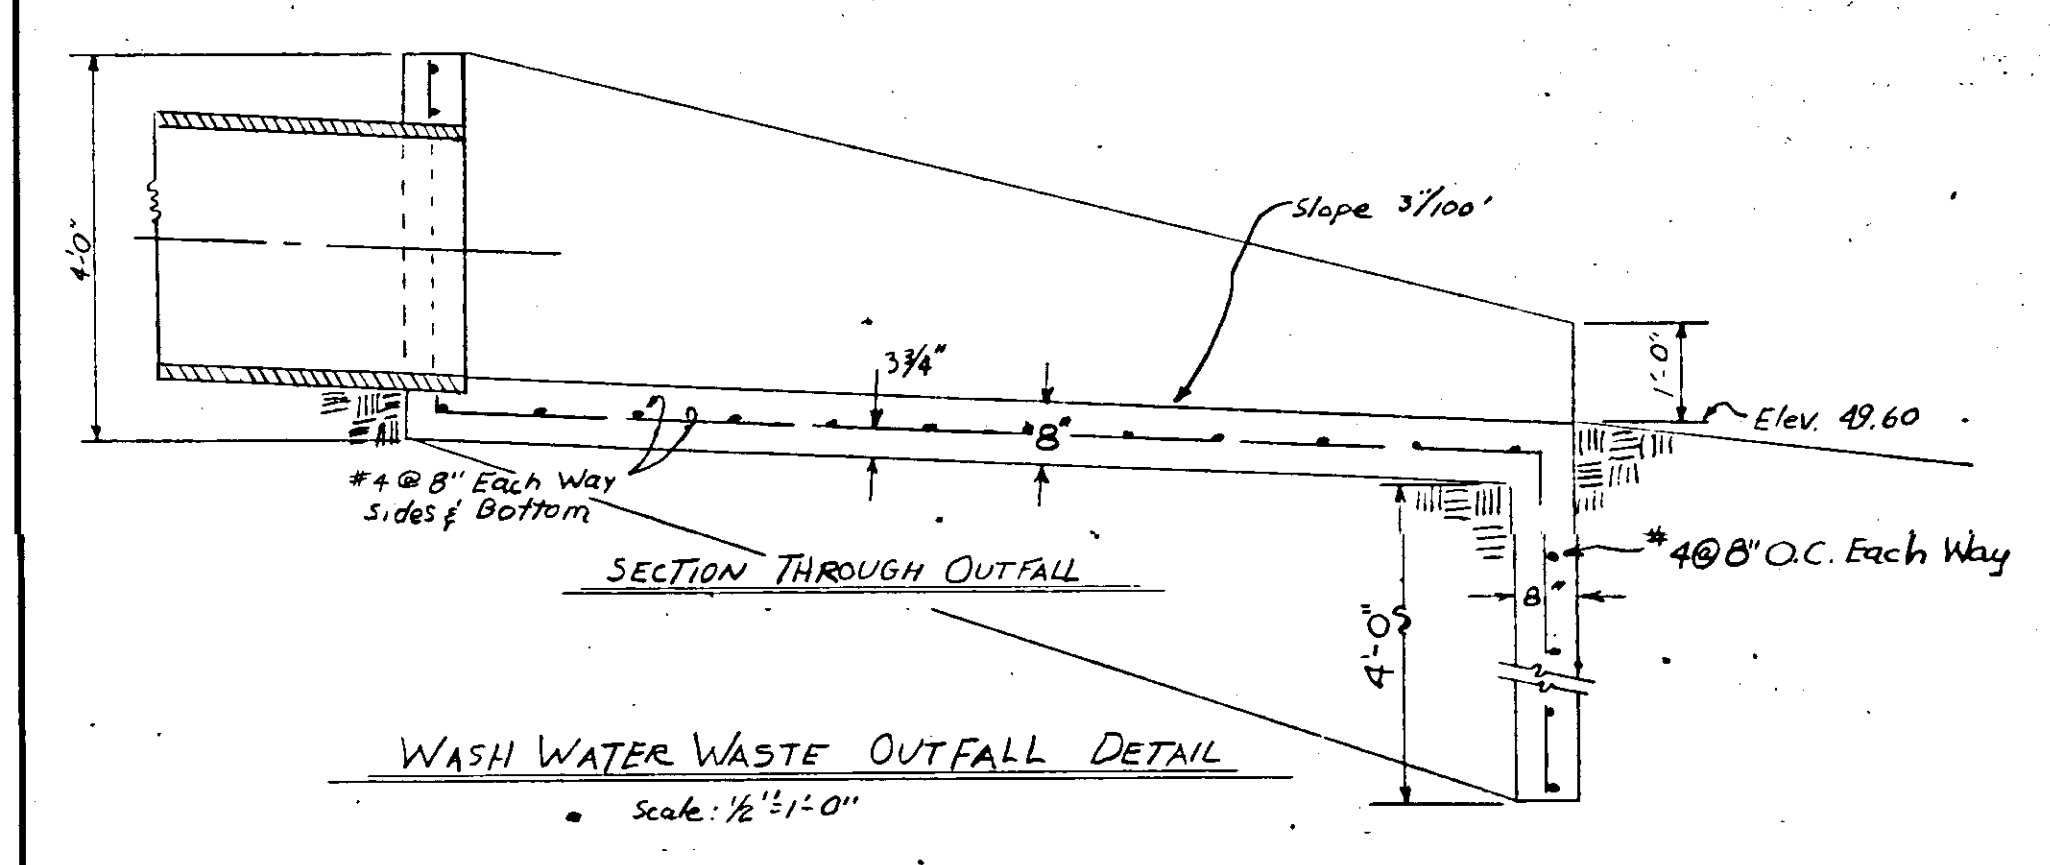 4'-0"
Slope 3"/100'
3¾"
8"
1'-0"
Elev. 49.60
#4 @ 8" Each Way
sides & Bottom
#4@8" O.C. Each Way
SECTION THROUGH OUTFALL
8"
4'-0"
WASH WATER WASTE OUTFALL DETAIL
Scale: ½"=1'-0"